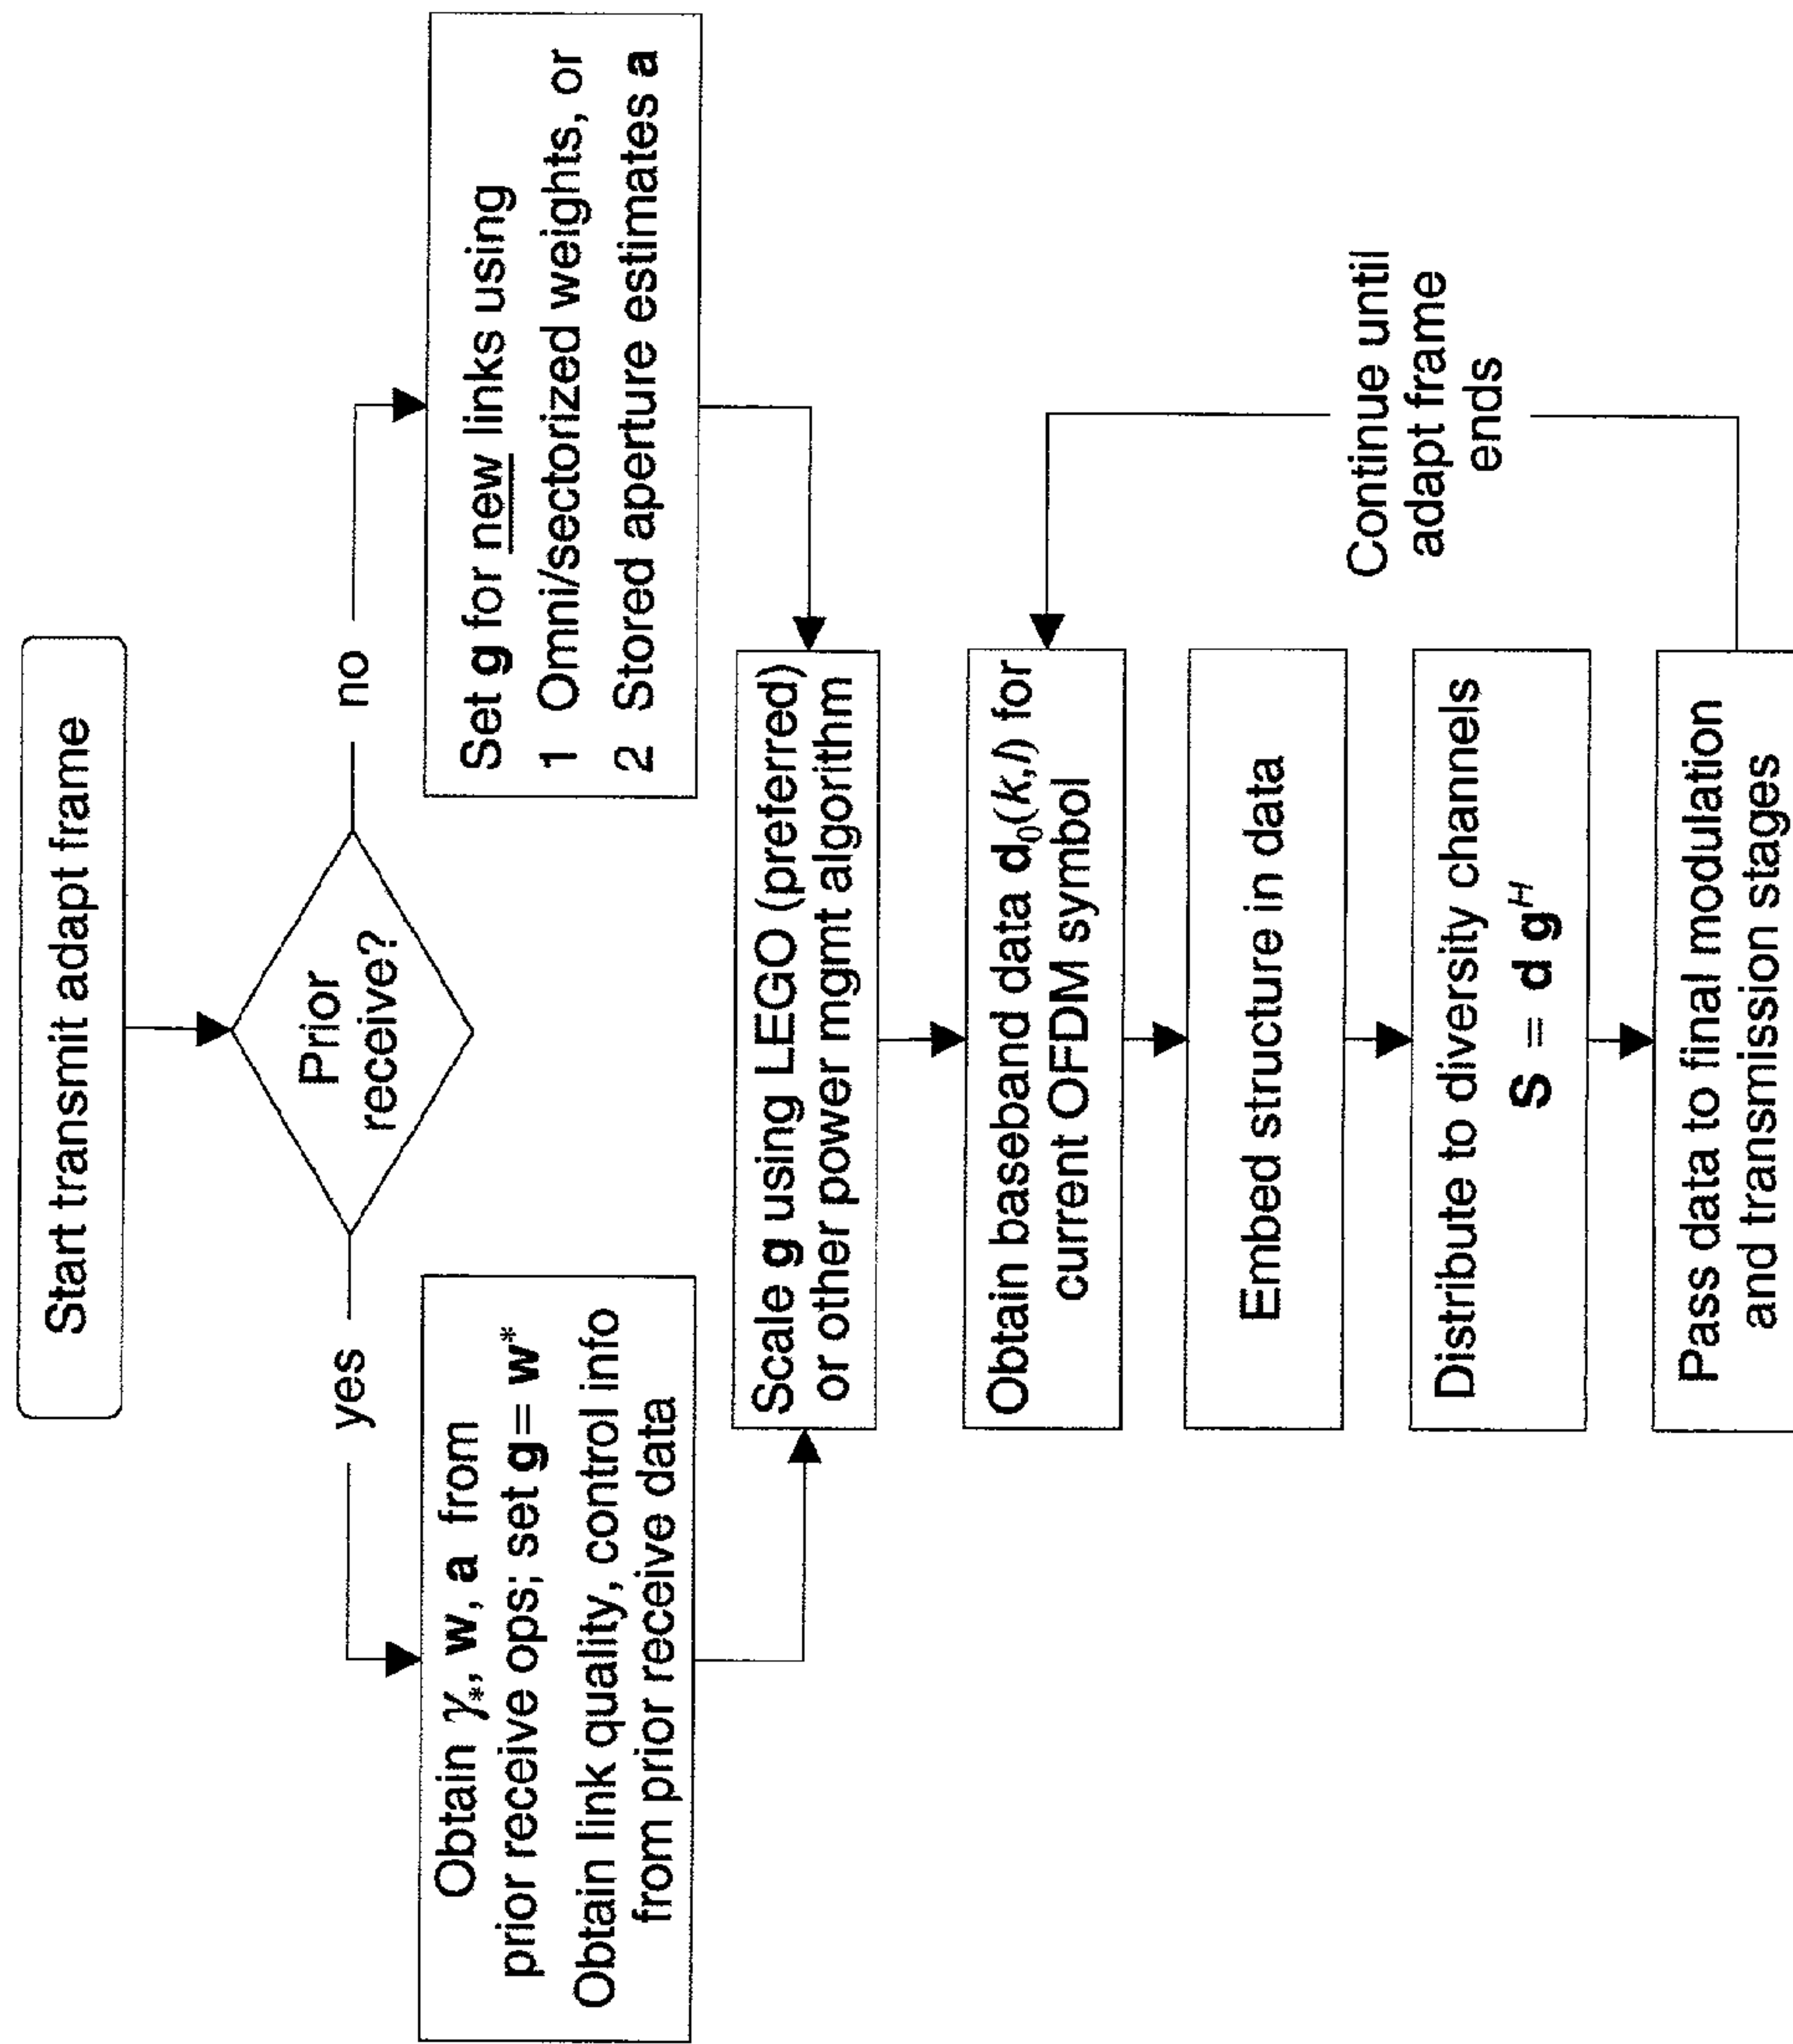 Start transmit adapt frame
Prior
receive?
yes
no
Obtain γ*, w, a from
prior receive ops; set g = w*
Obtain link quality, control info
from prior receive data
Set g for new links using
1 Omni/sectorized weights, or
2 Stored aperture estimates a
Scale g using LEGO (preferred)
or other power mgmt algorithm
Obtain baseband data d₀(k,l) for
current OFDM symbol
Embed structure in data
Distribute to diversity channels
S = d gᴴ
Pass data to final modulation
and transmission stages
Continue until
adapt frame
ends